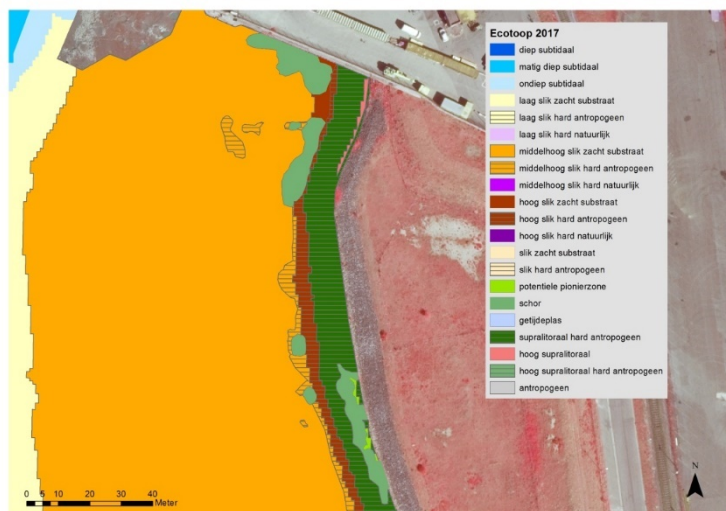 Ecotoop 2017
diep subtidaal
matig diep subtidaal
ondiep subtidaal
laag slik zacht substraat
laag slik hard antropogeen
laag slik hard natuurlijk
middelhoog slik zacht substraat
middelhoog slik hard antropogeen
middelhoog slik hard natuurlijk
hoog slik zacht substraat
hoog slik hard antropogeen
hoog slik hard natuurlijk
slik zacht substraat
slik hard antropogeen
potentiele pionierzone
schor
getijdeplas
supralitoraal hard antropogeen
hoog supralitoraal
hoog supralitoraal hard antropogeen
antropogeen
N
0 5 10 20 30 40
Meter